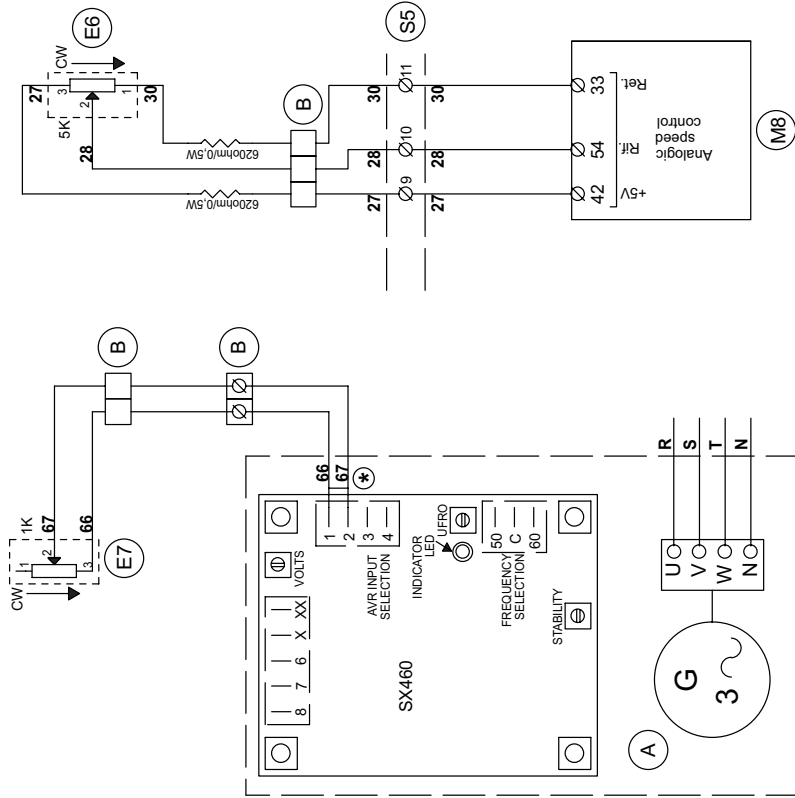 E6
CW
27
3
2
1
30
5K
28
620ohm/0,5W
620ohm/0,5W
B
S5
30
28
27
11
10
9
30
28
27
33
54
42
Ret.
Rif.
+5V
Analogic
speed
control
M8
E7
CW
1
2
3
1K
67
66
B
B
66
67
*
1
2
3
4
AVR INPUT
SELECTION
VOLTS
8
7
6
X
XX
SX460
INDICATOR
LED
UFRO
50
C
60
FREQUENCY
SELECTION
STABILITY
A
G
3
U
V
W
N
R
S
T
N